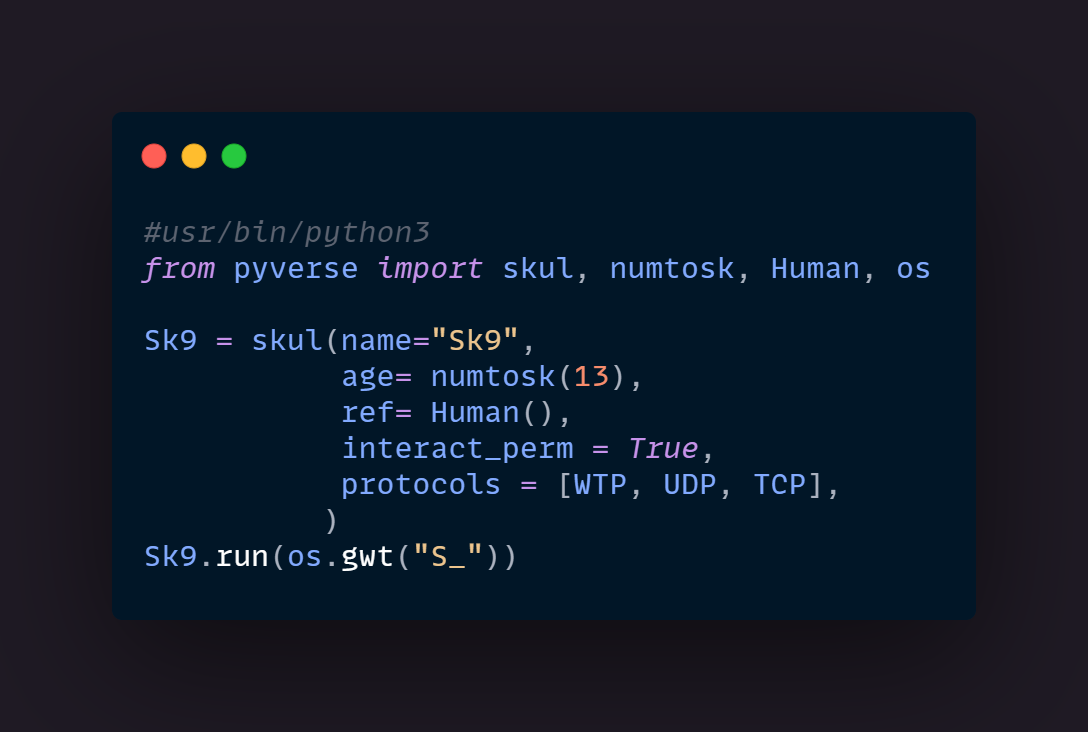 #usr/bin/python3
from pyverse import skul, numtosk, Human, os
Sk9 = skul(name="Sk9",
age= numtosk(13),
ref= Human(),
interact_perm = True,
protocols = [WTP, UDP, TCP],
)
Sk9.run(os.gwt("S_"))